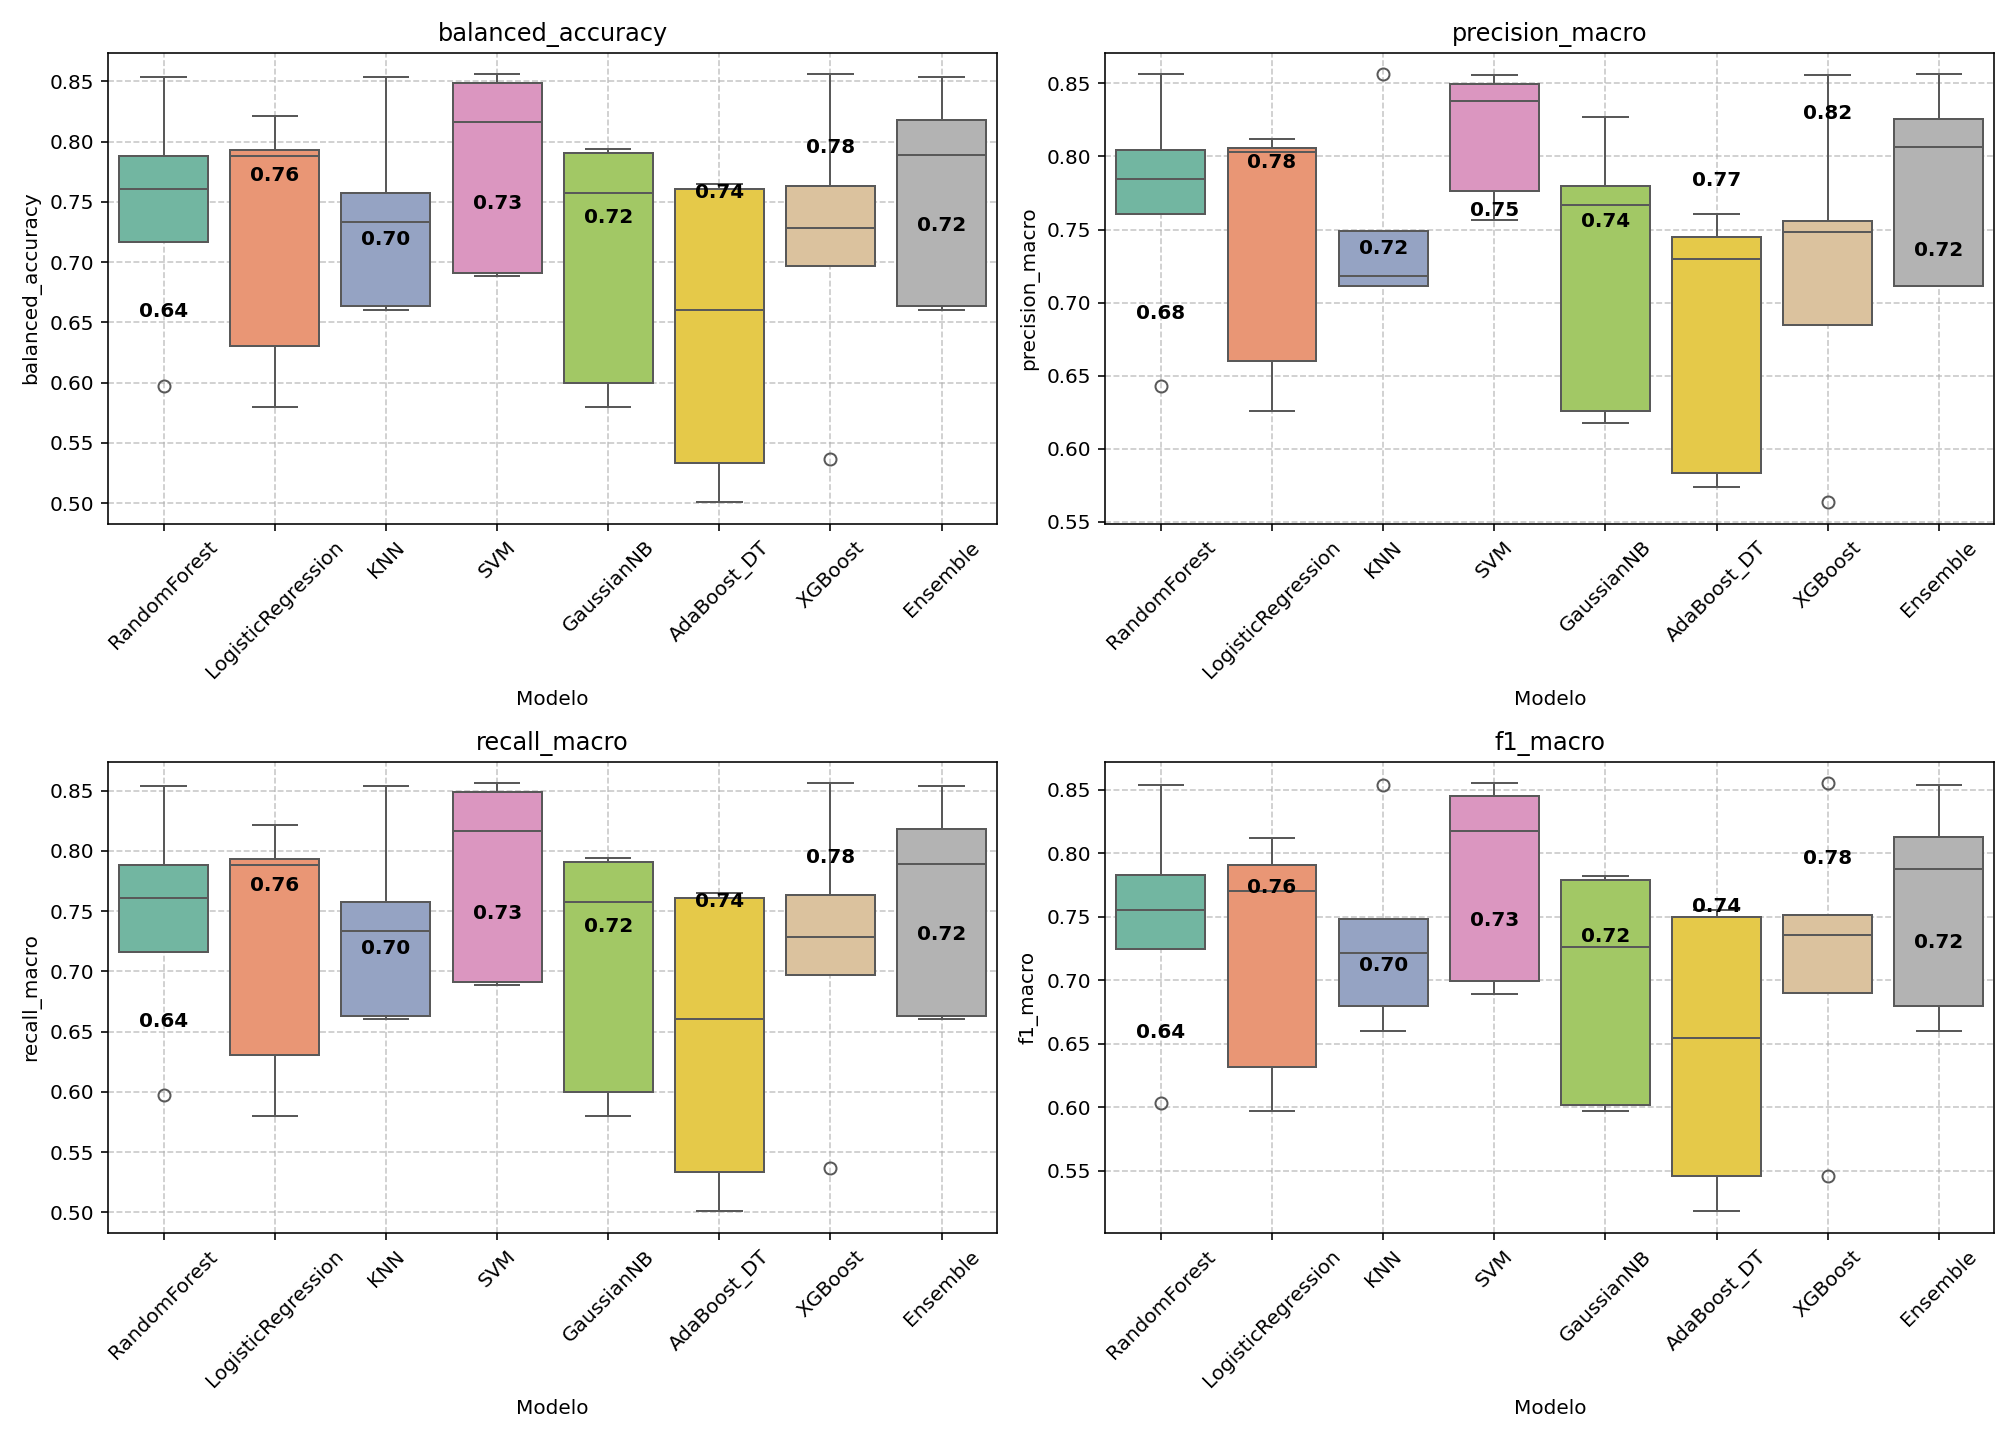 balanced_accuracy
balanced_accuracy
0.85
0.80
0.75
0.70
0.65
0.60
0.55
0.50
0.64
0.76
0.70
0.73
0.72
0.74
0.78
0.72
RandomForest
LogisticRegression
KNN
SVM
GaussianNB
AdaBoost_DT
XGBoost
Ensemble
Modelo
precision_macro
precision_macro
0.85
0.80
0.75
0.70
0.65
0.60
0.55
0.68
0.78
0.72
0.75
0.74
0.77
0.82
0.72
RandomForest
LogisticRegression
KNN
SVM
GaussianNB
AdaBoost_DT
XGBoost
Ensemble
Modelo
recall_macro
recall_macro
0.85
0.80
0.75
0.70
0.65
0.60
0.55
0.50
0.64
0.76
0.70
0.73
0.72
0.74
0.78
0.72
RandomForest
LogisticRegression
KNN
SVM
GaussianNB
AdaBoost_DT
XGBoost
Ensemble
Modelo
f1_macro
f1_macro
0.85
0.80
0.75
0.70
0.65
0.60
0.55
0.64
0.76
0.70
0.73
0.72
0.74
0.78
0.72
RandomForest
LogisticRegression
KNN
SVM
GaussianNB
AdaBoost_DT
XGBoost
Ensemble
Modelo